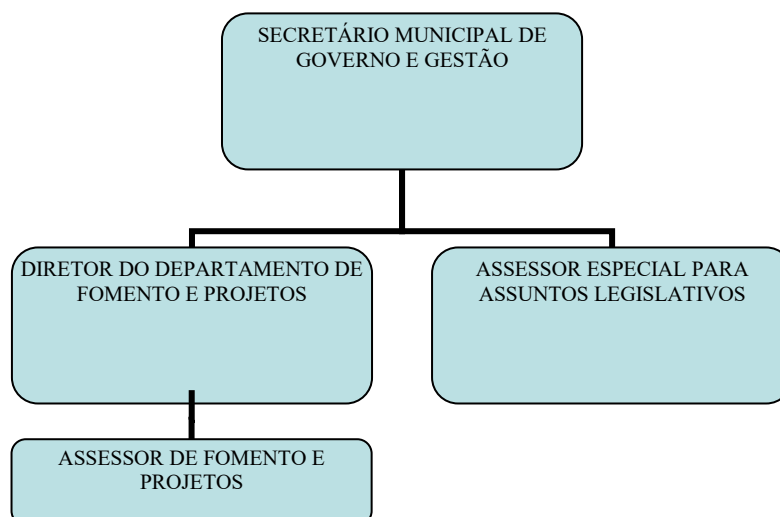 SECRETÁRIO MUNICIPAL DE
GOVERNO E GESTÃO
DIRETOR DO DEPARTAMENTO DE
FOMENTO E PROJETOS
ASSESSOR ESPECIAL PARA
ASSUNTOS LEGISLATIVOS
ASSESSOR DE FOMENTO E
PROJETOS